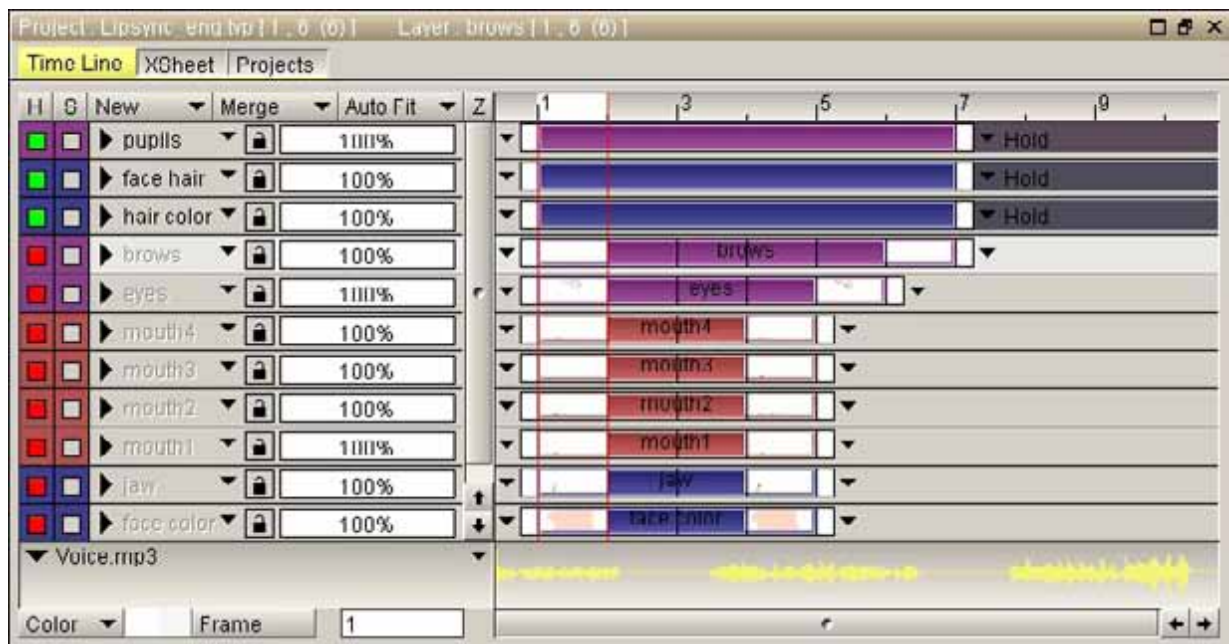 Project: Lipsync_eng.tvp [1 , 6 (6)] Layer : brows [1 , 6 (6)]
Time Line XSheet Projects
H S New Merge Auto Fit Z 1 3 5 7 9
pupils 100% Hold
face hair 100% Hold
hair color 100% Hold
brows 100% brows
eyes 100% eyes
mouth4 100% mouth4
mouth3 100% mouth3
mouth2 100% mouth2
mouth1 100% mouth1
jaw 100% jaw
face color 100% face color
Voice.mp3
Color Frame 1